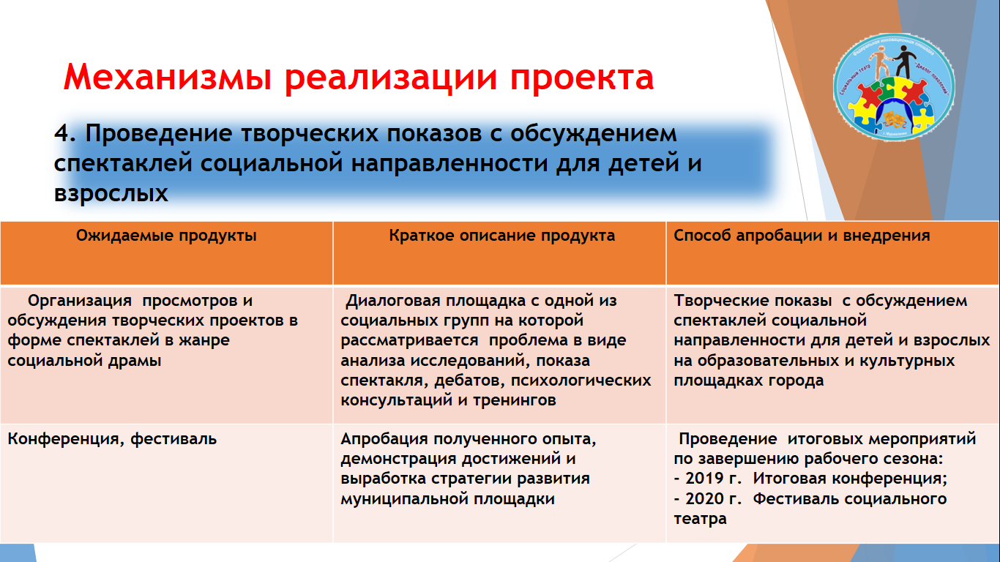 Механизмы реализации проекта
Федеральная инновационная площадка
Социальный театр
"Диалог поколений"
4. Проведение творческих показов с обсуждением
спектаклей социальной направленности для детей и
взрослых
Ожидаемые продукты
Краткое описание продукта
Способ апробации и внедрения
Организация просмотров и
обсуждения творческих проектов в
форме спектаклей в жанре
социальной драмы
Диалоговая площадка с одной из
социальных групп на которой
рассматривается проблема в виде
анализа исследований, показа
спектакля, дебатов, психологических
консультаций и тренингов
Творческие показы с обсуждением
спектаклей социальной
направленности для детей и взрослых
на образовательных и культурных
площадках города
Конференция, фестиваль
Апробация полученного опыта,
демонстрация достижений и
выработка стратегии развития
муниципальной площадки
Проведение итоговых мероприятий
по завершению рабочего сезона:
- 2019 г. Итоговая конференция;
- 2020 г. Фестиваль социального
театра